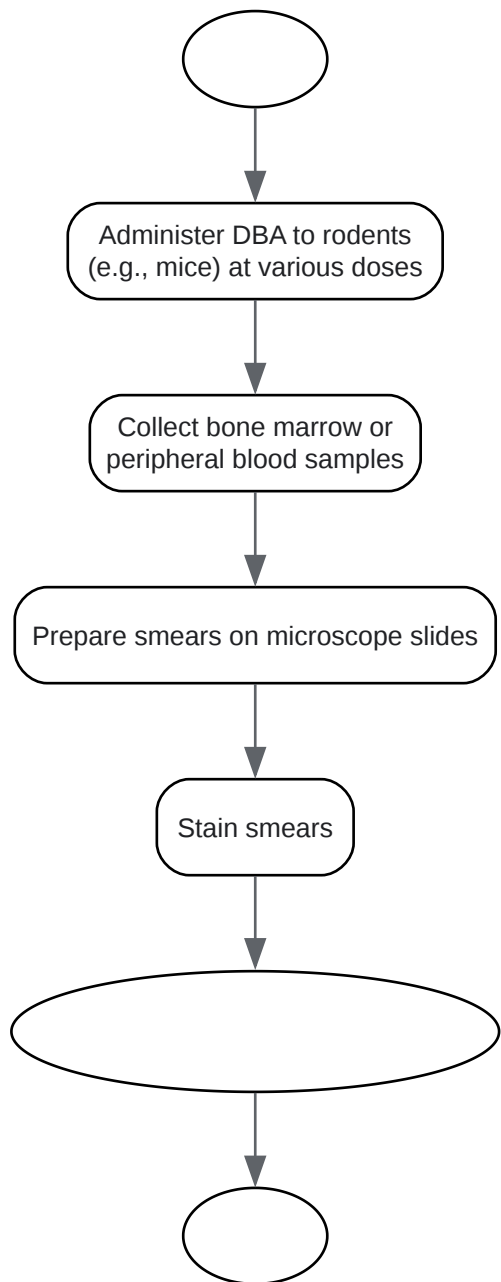 Administer DBA to rodents
(e.g., mice) at various doses
Collect bone marrow or
peripheral blood samples
Prepare smears on microscope slides
Stain smears